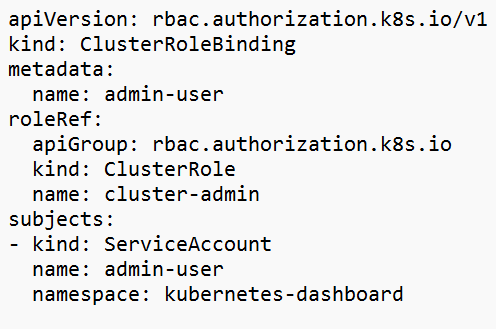 apiVersion: rbac.authorization.k8s.io/v1
kind: ClusterRoleBinding
metadata:
  name: admin-user
roleRef:
  apiGroup: rbac.authorization.k8s.io
  kind: ClusterRole
  name: cluster-admin
subjects:
- kind: ServiceAccount
  name: admin-user
  namespace: kubernetes-dashboard